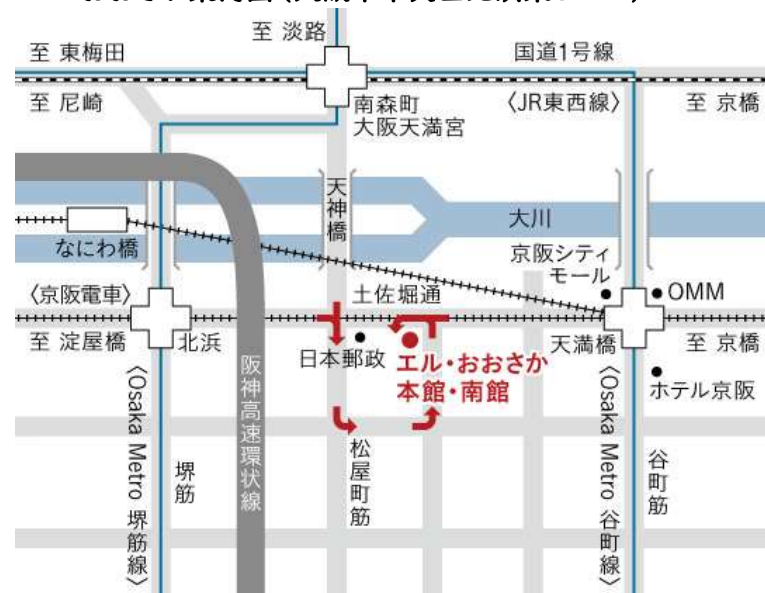 至 淡路
至 東梅田
国道1号線
至 尼崎
南森町
大阪天満宮
〈JR東西線〉
至 京橋
天神橋
大川
なにわ橋
京阪シティ
モール
〈京阪電車〉
土佐堀通
OMM
至 淀屋橋
北浜
日本郵政
エル・おおさか
本館・南館
天満橋
至 京橋
ホテル京阪
阪神高速環状線
〈Osaka Metro 堺筋線〉
堺筋
松屋町筋
〈Osaka Metro 谷町線〉
谷町筋